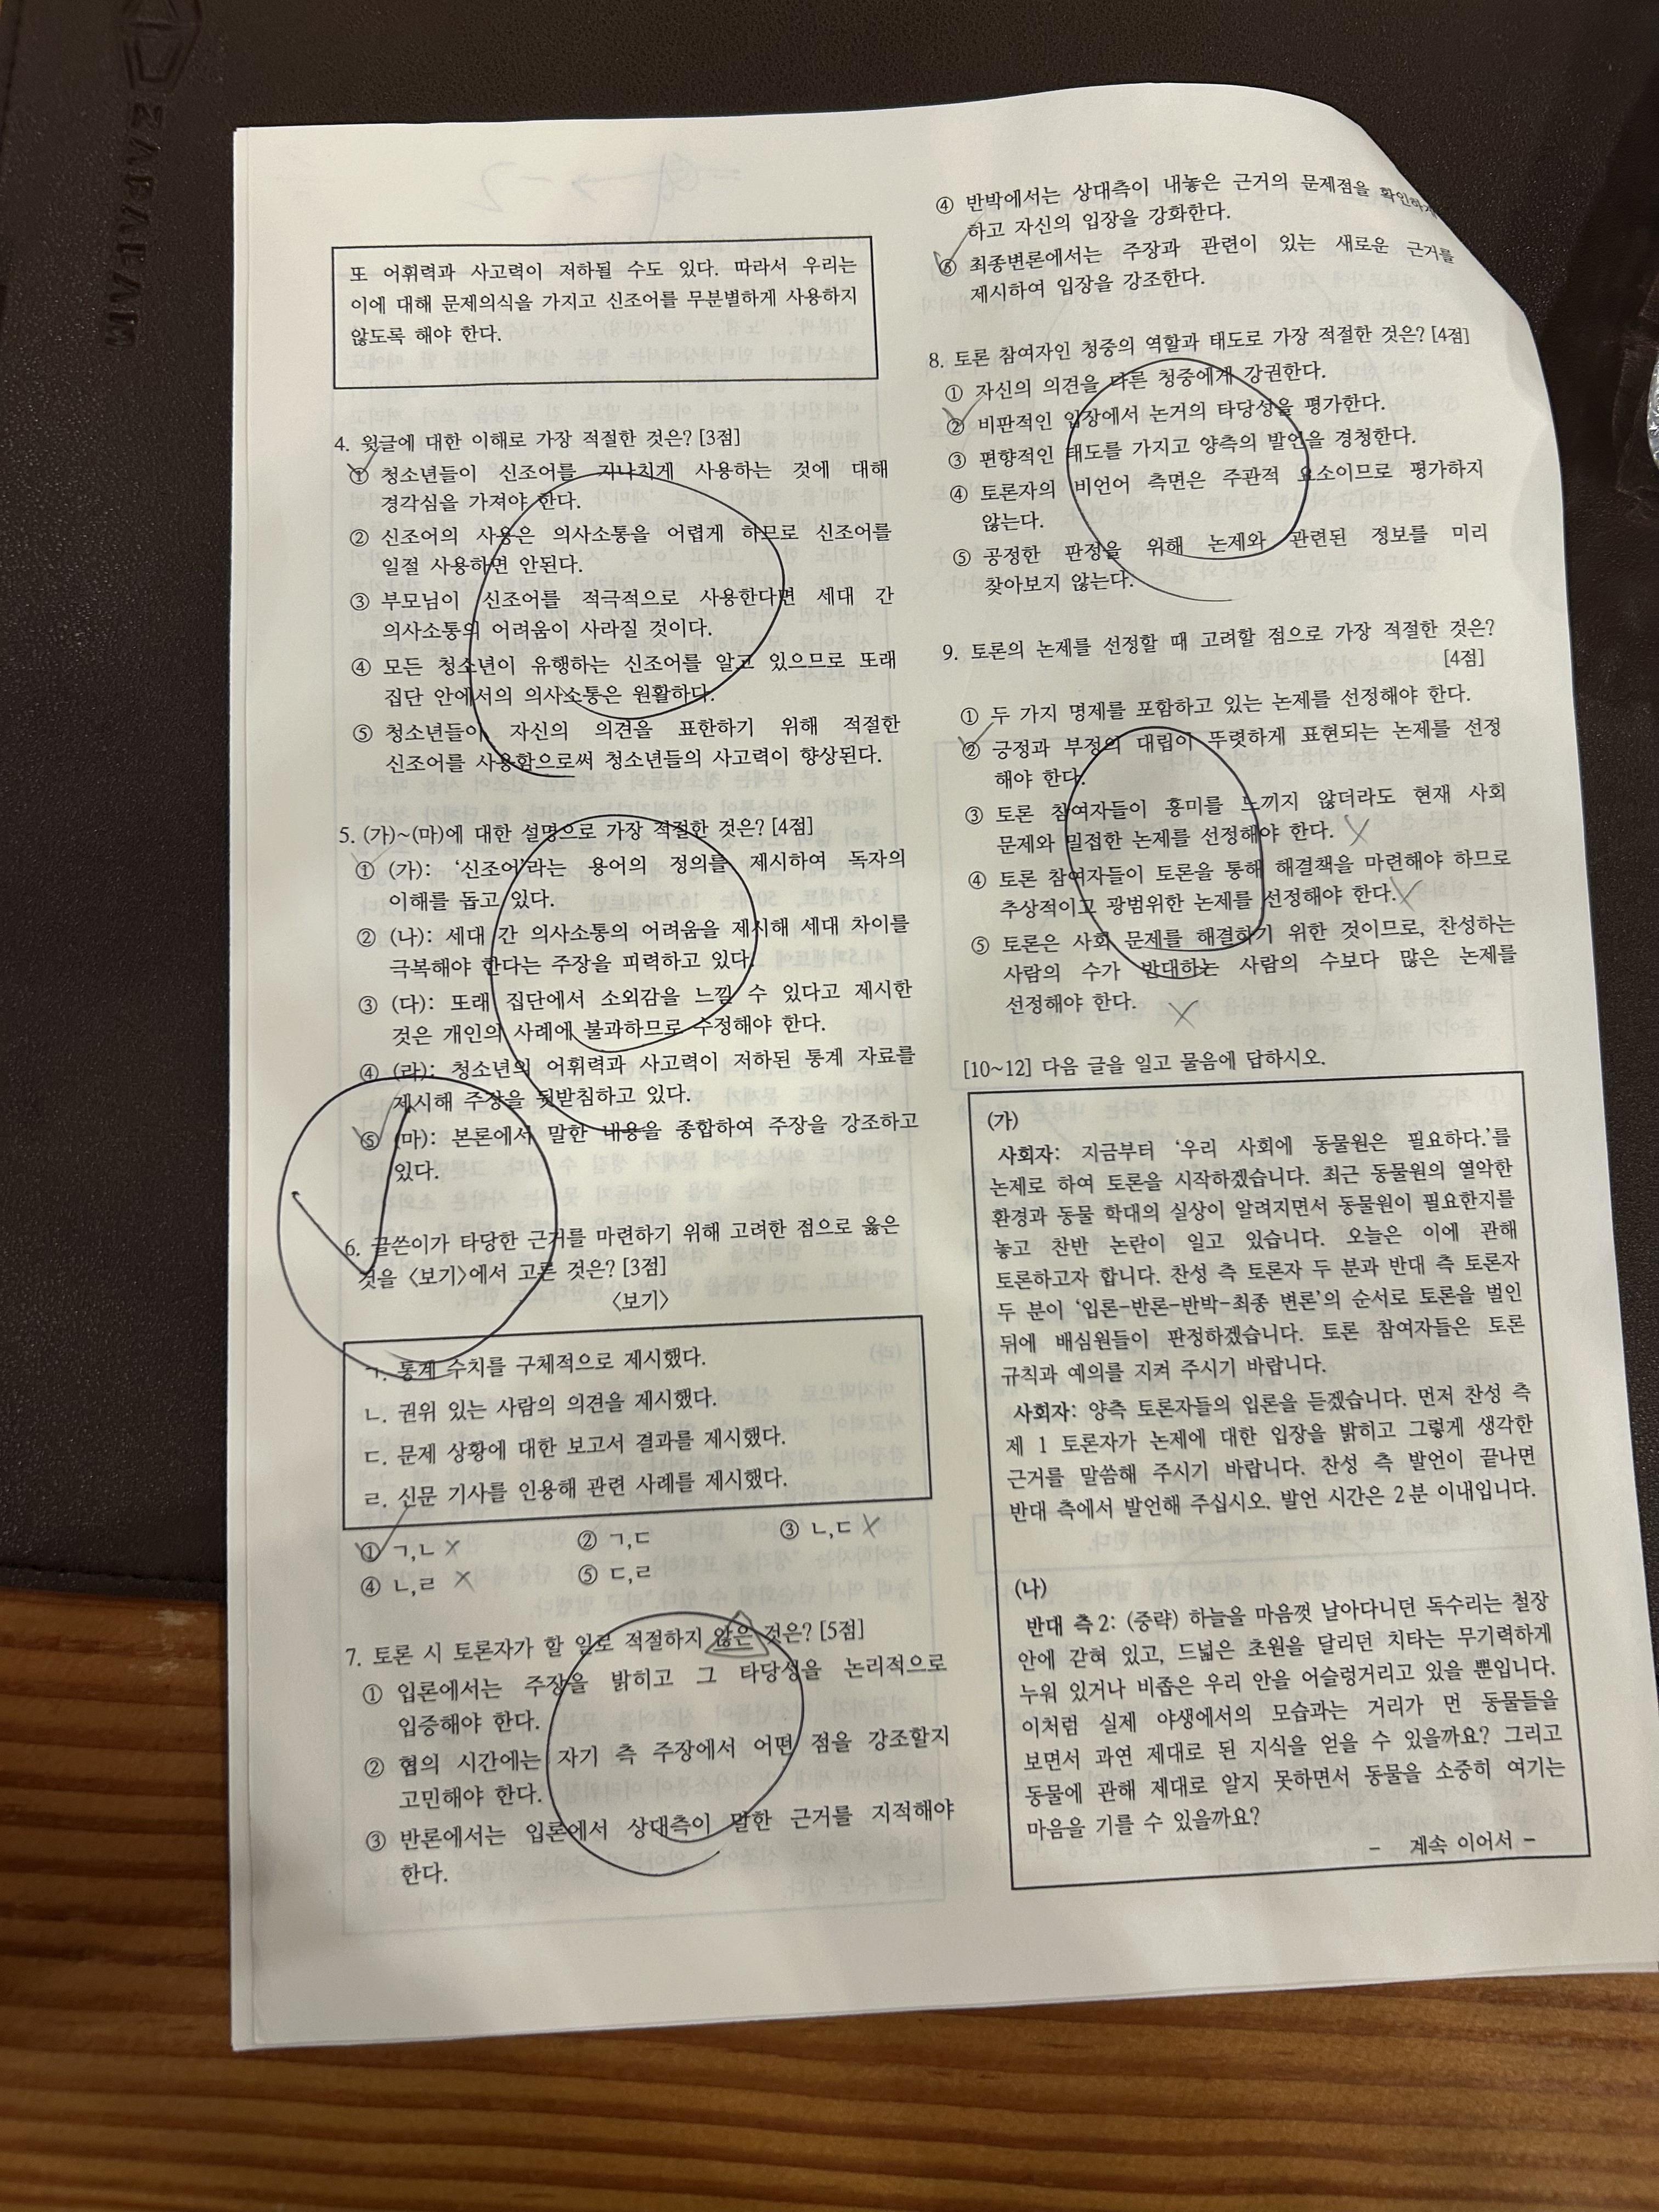 또 어휘력과 사고력이 저하될 수도 있다. 따라서 우리는
이에 대해 문제의식을 가지고 신조어를 무분별하게 사용하지
않도록 해야 한다.
4. 윗글에 대한 이해로 가장 적절한 것은? [3점]
① 청소년들이 신조어를 지나치게 사용하는 것에 대해
경각심을 가져야 한다.
② 신조어의 사용은 의사소통을 어렵게 하므로 신조어를
일절 사용하면 안된다.
③ 부모님이 신조어를 적극적으로 사용한다면 세대 간
의사소통의 어려움이 사라질 것이다.
④ 모든 청소년이 유행하는 신조어를 알고 있으므로 또래
집단 안에서의 의사소통은 원활하다.
⑤ 청소년들이 자신의 의견을 표한하기 위해 적절한
신조어를 사용함으로써 청소년들의 사고력이 향상된다.
5. (가)~(마)에 대한 설명으로 가장 적절한 것은? [4점]
① (가): ‘신조어’라는 용어의 정의를 제시하여 독자의
이해를 돕고 있다.
② (나): 세대 간 의사소통의 어려움을 제시해 세대 차이를
극복해야 한다는 주장을 피력하고 있다.
③ (다): 또래 집단에서 소외감을 느낄 수 있다고 제시한
것은 개인의 사례에 불과하므로 수정해야 한다.
④ (라): 청소년의 어휘력과 사고력이 저하된 통계 자료를
제시해 주장을 뒷받침하고 있다.
⑤ (마): 본론에서 말한 내용을 종합하여 주장을 강조하고
있다.
6. 글쓴이가 타당한 근거를 마련하기 위해 고려한 점으로 옳은
것을 <보기>에서 고른 것은? [3점]
<보기>
ㄱ. 통계 수치를 구체적으로 제시했다.
ㄴ. 권위 있는 사람의 의견을 제시했다.
ㄷ. 문제 상황에 대한 보고서 결과를 제시했다.
ㄹ. 신문 기사를 인용해 관련 사례를 제시했다.
① ㄱ,ㄴ ② ㄱ,ㄷ ③ ㄴ,ㄷ
④ ㄴ,ㄹ ⑤ ㄷ,ㄹ
7. 토론 시 토론자가 할 일로 적절하지 않은 것은? [5점]
① 입론에서는 주장을 밝히고 그 타당성을 논리적으로
입증해야 한다.
② 협의 시간에는 자기 측 주장에서 어떤 점을 강조할지
고민해야 한다.
③ 반론에서는 입론에서 상대측이 말한 근거를 지적해야
한다.
④ 반박에서는 상대측이 내놓은 근거의 문제점을
하고 자신의 입장을 강화한다.
⑤ 최종변론에서는 주장과 관련이 있는 새로운 근거를
제시하여 입장을 강조한다.
8. 토론 참여자인 청중의 역할과 태도로 가장 적절한 것은? [4점]
① 자신의 의견을 다른 청중에게 강권한다.
② 비판적인 입장에서 논거의 타당성을 평가한다.
③ 편향적인 태도를 가지고 양측의 발언을 경청한다.
④ 토론자의 비언어 측면은 주관적 요소이므로 평가하지
않는다.
⑤ 공정한 판정을 위해 논제와 관련된 정보를 미리
찾아보지 않는다.
9. 토론의 논제를 선정할 때 고려할 점으로 가장 적절한 것은?
[4점]
① 두 가지 명제를 포함하고 있는 논제를 선정해야 한다.
② 긍정과 부정의 대립이 뚜렷하게 표현되는 논제를 선정
해야 한다.
③ 토론 참여자들이 흥미를 느끼지 않더라도 현재 사회
문제와 밀접한 논제를 선정해야 한다.
④ 토론 참여자들이 토론을 통해 해결책을 마련해야 하므로
추상적이고 광범위한 논제를 선정해야 한다.
⑤ 토론은 사회 문제를 해결하기 위한 것이므로, 찬성하는
사람의 수가 반대하는 사람의 수보다 많은 논제를
선정해야 한다.
[10~12] 다음 글을 일고 물음에 답하시오.
(가)
사회자: 지금부터 ‘우리 사회에 동물원은 필요하다.’를
논제로 하여 토론을 시작하겠습니다. 최근 동물원의 열악한
환경과 동물 학대의 실상이 알려지면서 동물원이 필요한지를
놓고 찬반 논란이 일고 있습니다. 오늘은 이에 관해
토론하고자 합니다. 찬성 측 토론자 두 분과 반대 측 토론자
두 분이 ‘입론-반론-반박-최종 변론’의 순서로 토론을 벌인
뒤에 배심원들이 판정하겠습니다. 토론 참여자들은 토론
규칙과 예의를 지켜 주시기 바랍니다.
사회자: 양측 토론자들의 입론을 듣겠습니다. 먼저 찬성 측
제 1 토론자가 논제에 대한 입장을 밝히고 그렇게 생각한
근거를 말씀해 주시기 바랍니다. 찬성 측 발언이 끝나면
반대 측에서 발언해 주십시오. 발언 시간은 2분 이내입니다.
(나)
반대 측 2: (중략) 하늘을 마음껏 날아다니던 독수리는 철장
안에 갇혀 있고, 드넓은 초원을 달리던 치타는 무기력하게
누워 있거나 비좁은 우리 안을 어슬렁거리고 있을 뿐입니다.
이처럼 실제 야생에서의 모습과는 거리가 먼 동물들을
보면서 과연 제대로 된 지식을 얻을 수 있을까요? 그리고
동물에 관해 제대로 알지 못하면서 동물을 소중히 여기는
마음을 기를 수 있을까요?
- 계속 이어서 -